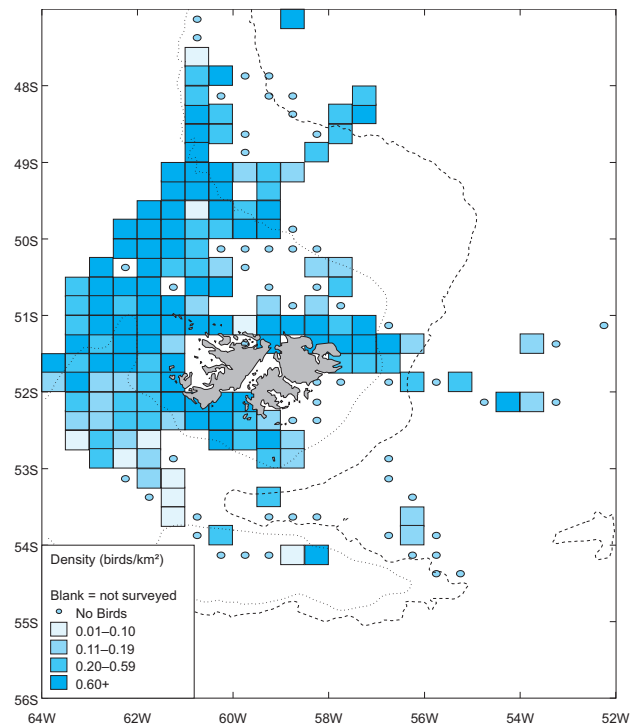 48S
49S
50S
51S
52S
53S
54S
55S
56S
Density (birds/km²)
Blank = not surveyed
No Birds
0.01–0.10
0.11–0.19
0.20–0.59
0.60+
64W 62W 60W 58W 56W 54W 52W